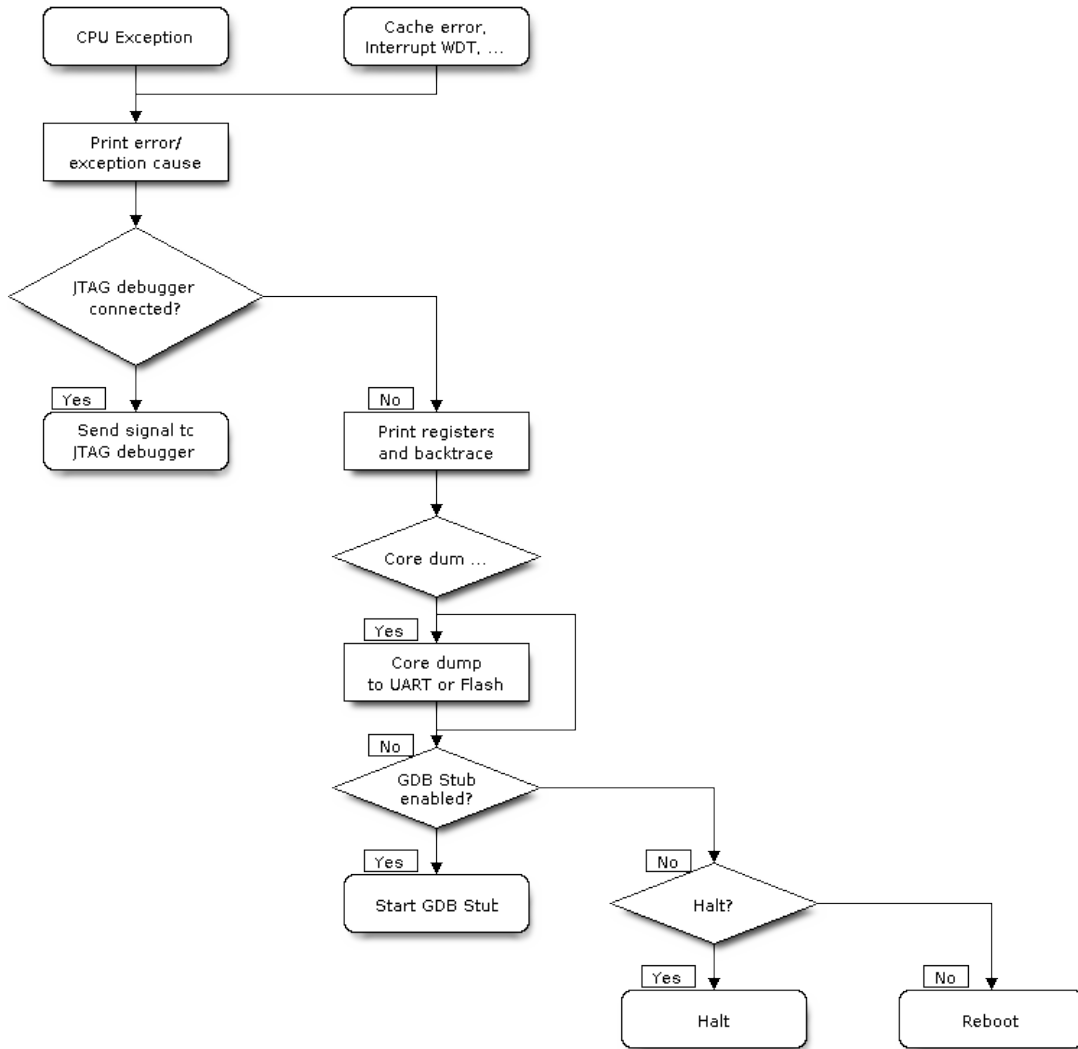 CPU Exception
Cache error,
Interrupt WDT, ...
Print error/
exception cause
JTAG debugger
connected?
Yes
Send signal to
JTAG debugger
No
Print registers
and backtrace
Core dum ...
Yes
Core dump
to UART or Flash
No
GDB Stub
enabled?
Yes
Start GDB Stub
No
Halt?
Yes
Halt
No
Reboot